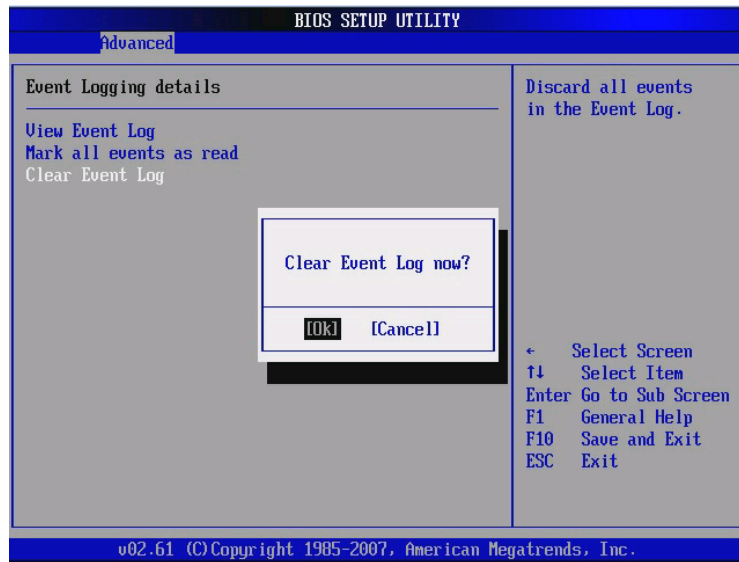 BIOS SETUP UTILITY
Advanced
Event Logging details
View Event Log
Mark all events as read
Clear Event Log
Clear Event Log now?
[Ok] [Cancel]
Discard all events
in the Event Log.
← Select Screen
↑↓ Select Item
Enter Go to Sub Screen
F1 General Help
F10 Save and Exit
ESC Exit
v02.61 (C)Copyright 1985-2007, American Megatrends, Inc.